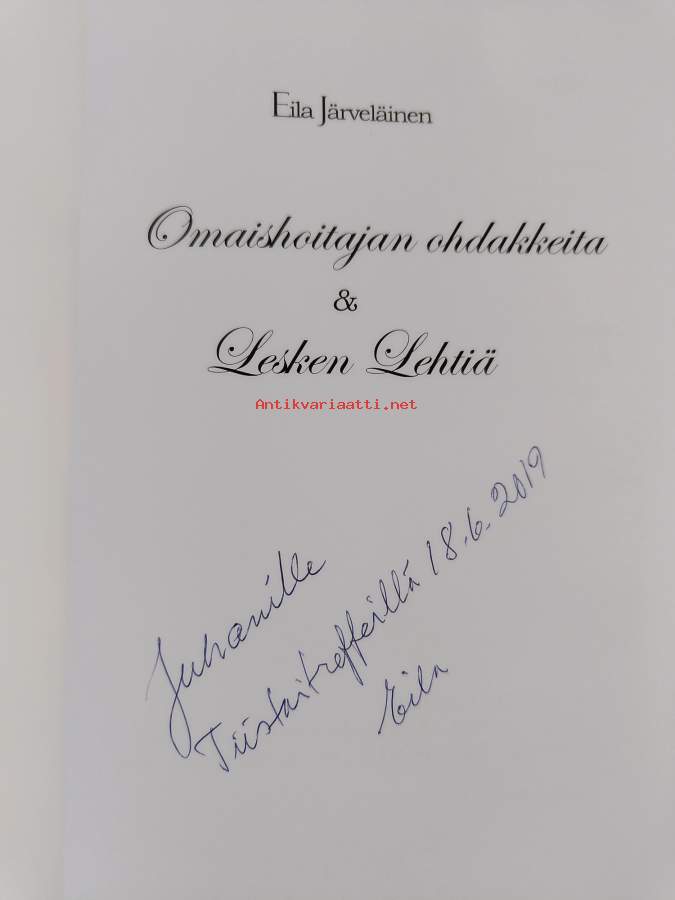 Eila Järveläinen
Omaishoitajan ohdakkeita
&
Lesken Lehtiä
Antikvariaatti.net
Juhanille
Tiistaitreffeillä 18.6.2019
Eila